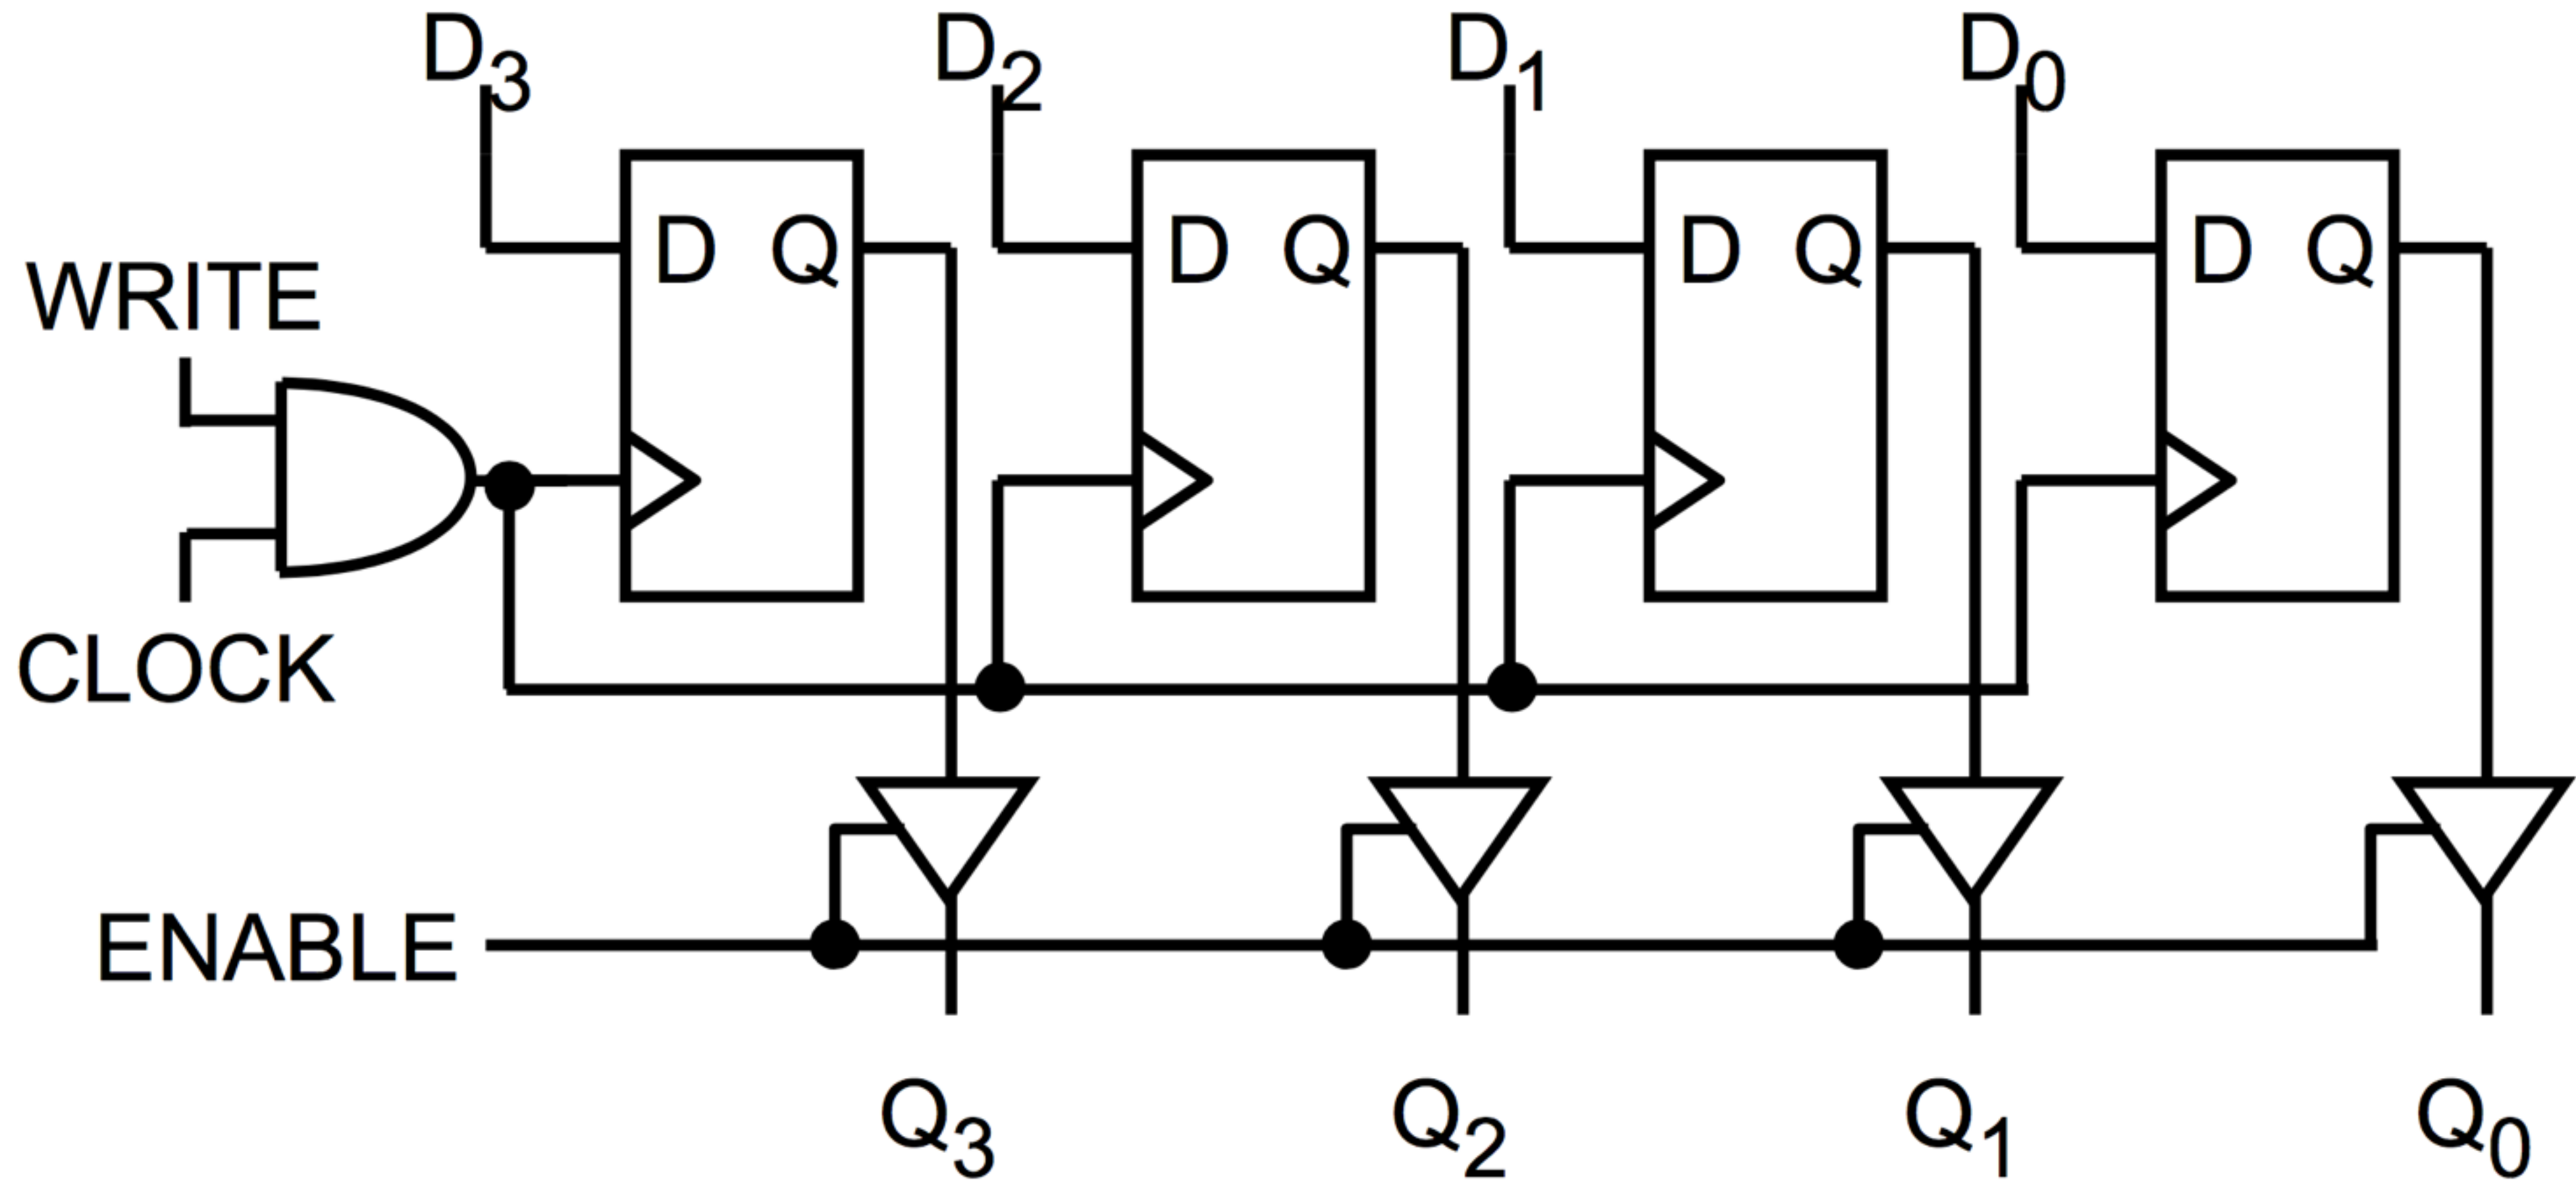 D3 D2 D1 D0
D Q D Q D Q D Q
WRITE
CLOCK
ENABLE
Q3 Q2 Q1 Q0